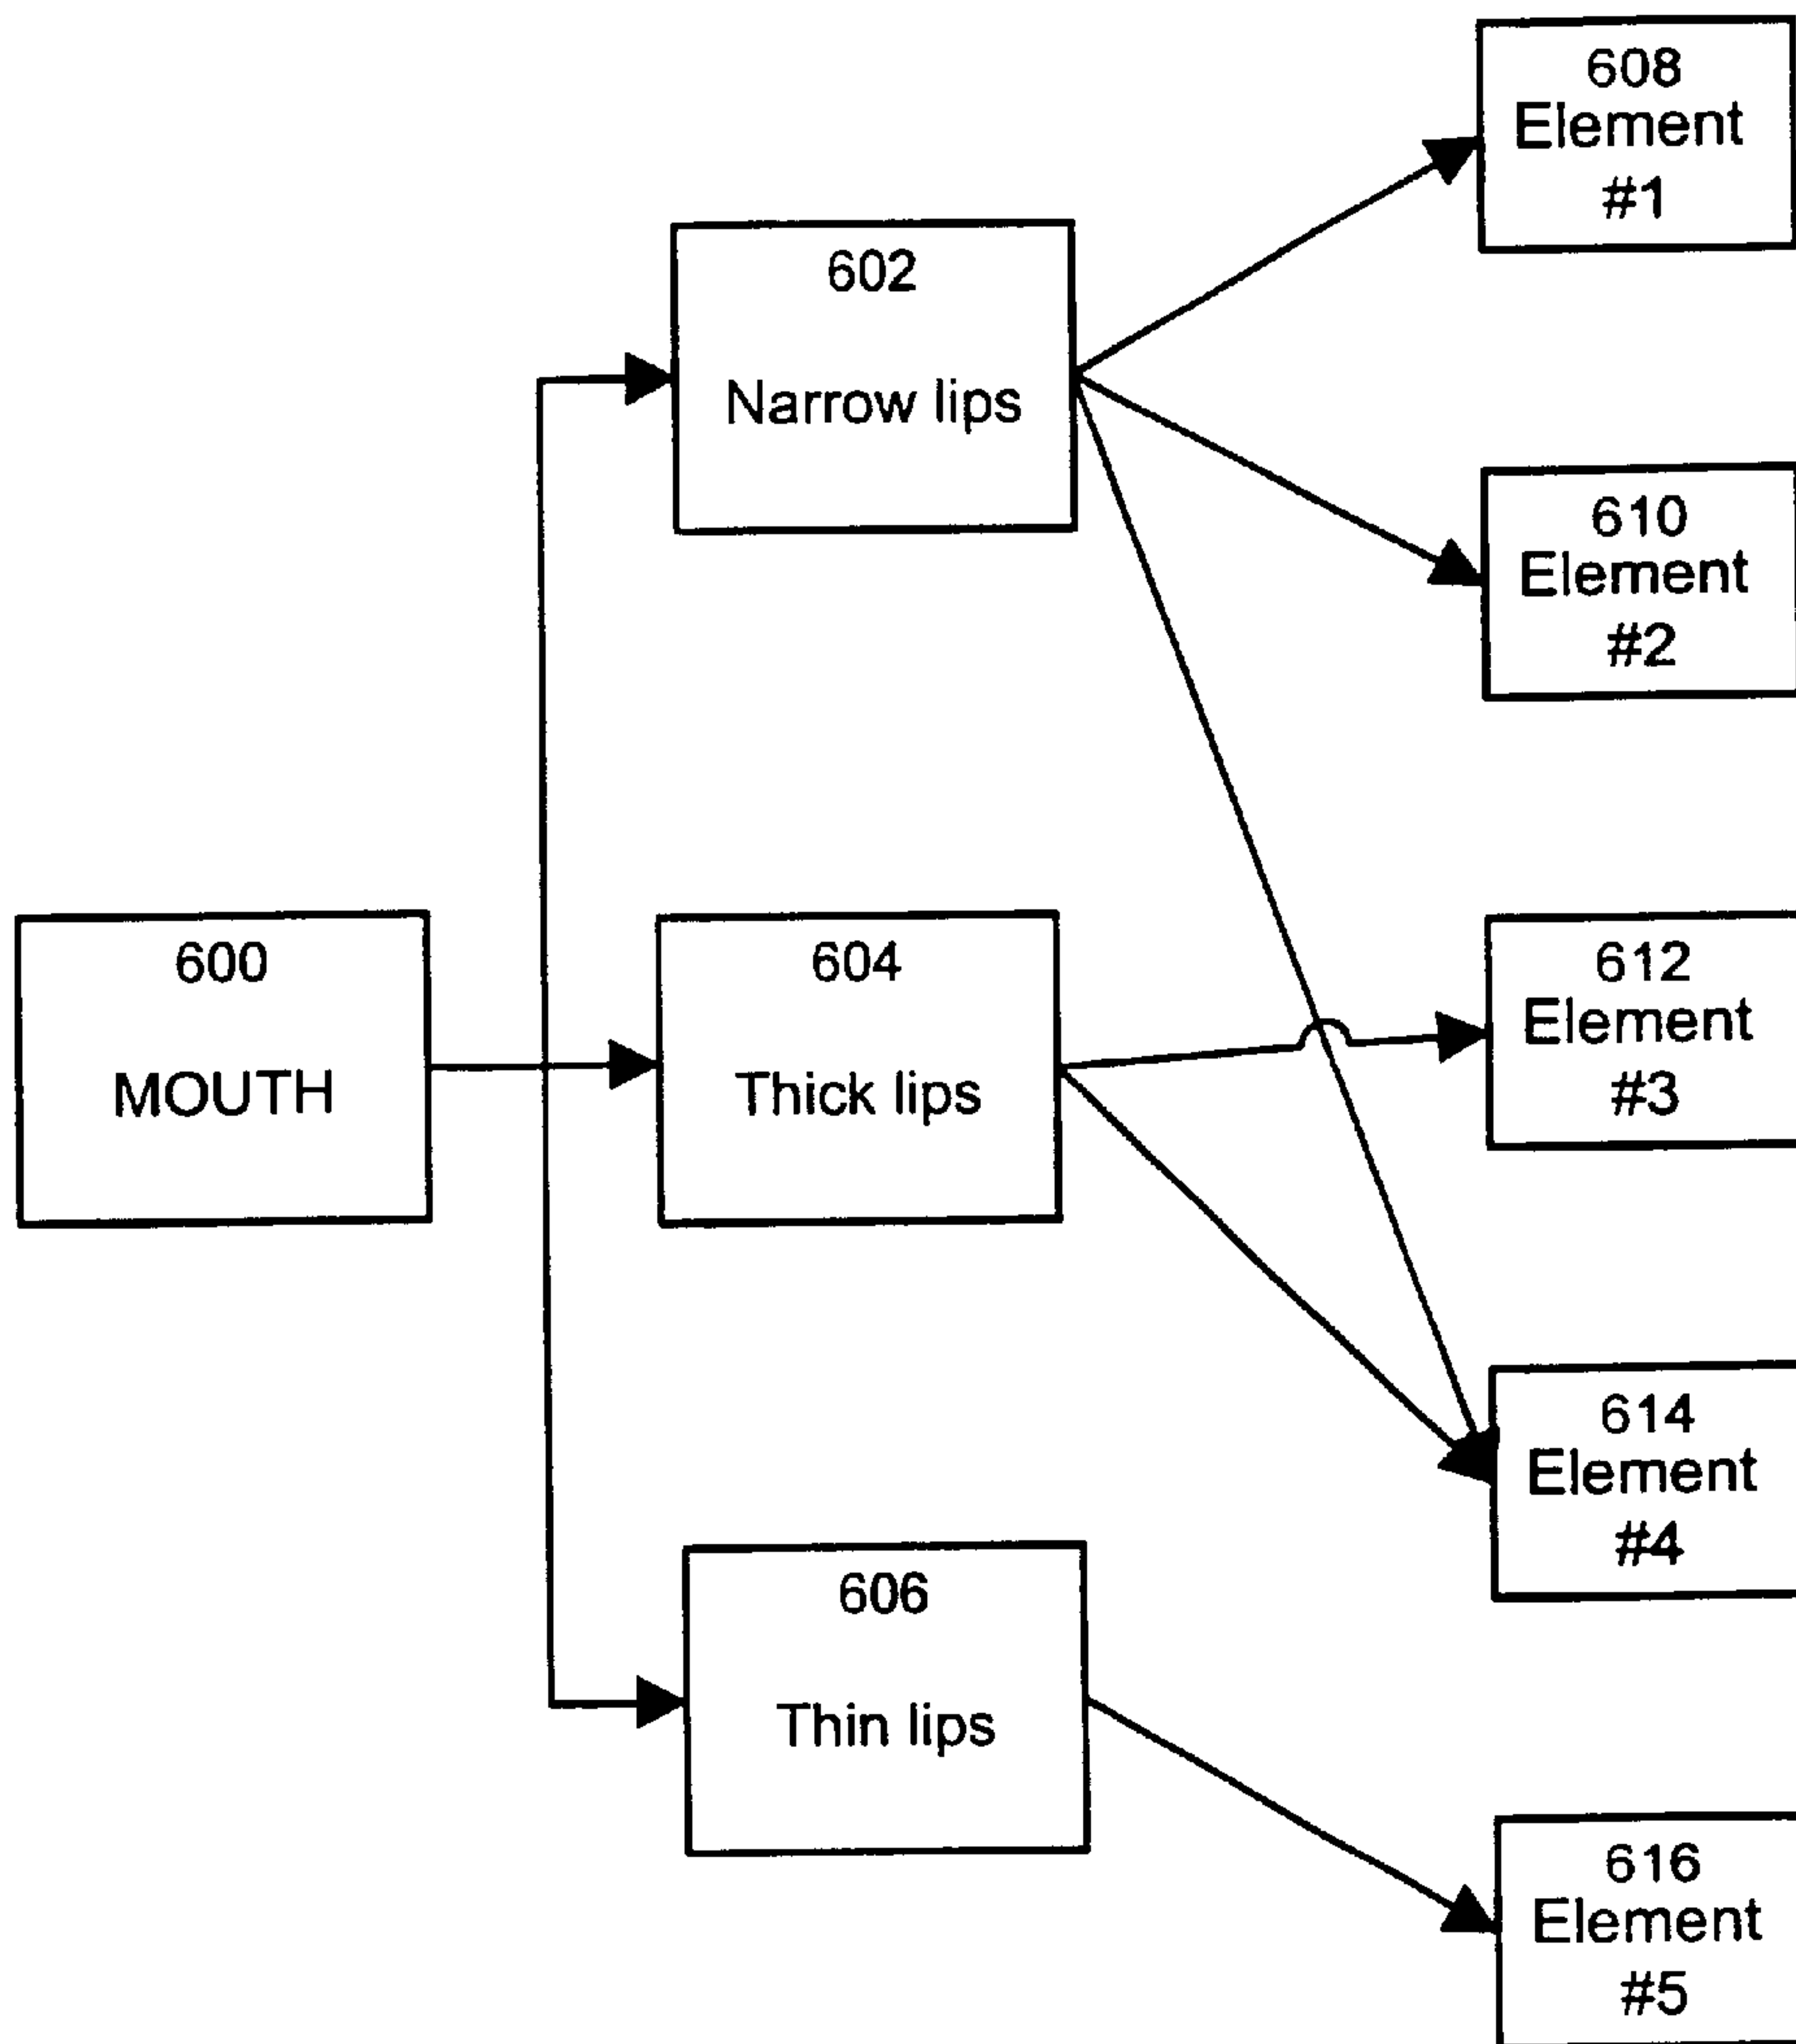 608
Element
#1
602
Narrow lips
610
Element
#2
600
MOUTH
604
Thick lips
612
Element
#3
614
Element
#4
606
Thin lips
616
Element
#5